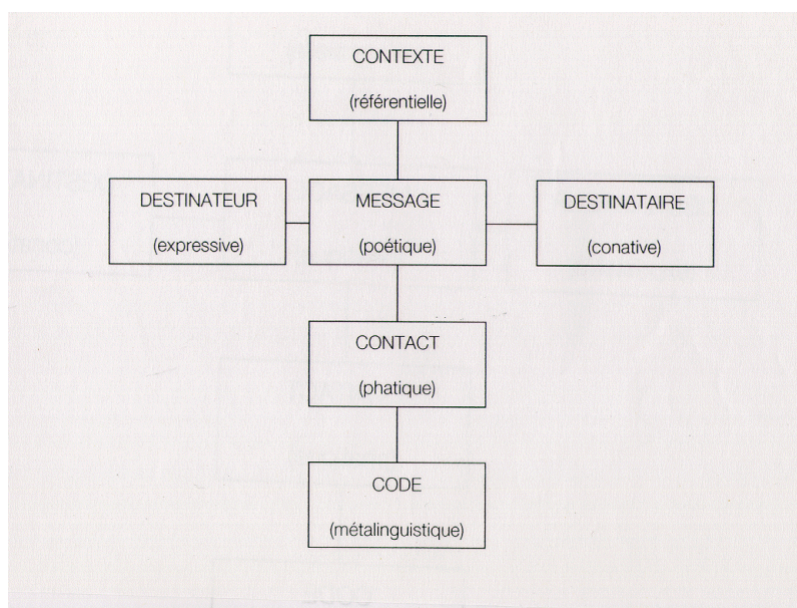 CONTEXTE
(référentielle)
DESTINATEUR
(expressive)
MESSAGE
(poétique)
DESTINATAIRE
(conative)
CONTACT
(phatique)
CODE
(métalinguistique)